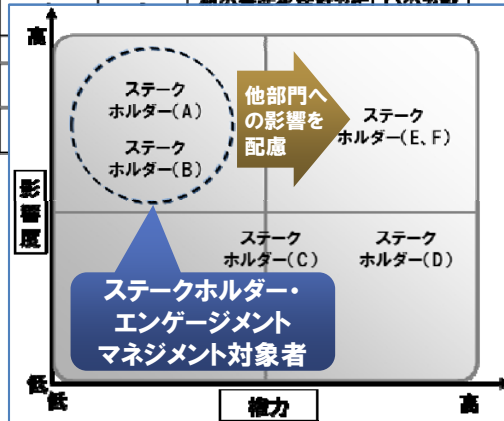 高
ステーク
ホルダー(A)
ステーク
ホルダー(B)
他部門へ
の影響を
配慮
ステーク
ホルダー(E、F)
影
響
度
ステーク
ホルダー(C)
ステーク
ホルダー(D)
ステークホルダー・
エンゲージメント
マネジメント対象者
低
低
権力
高